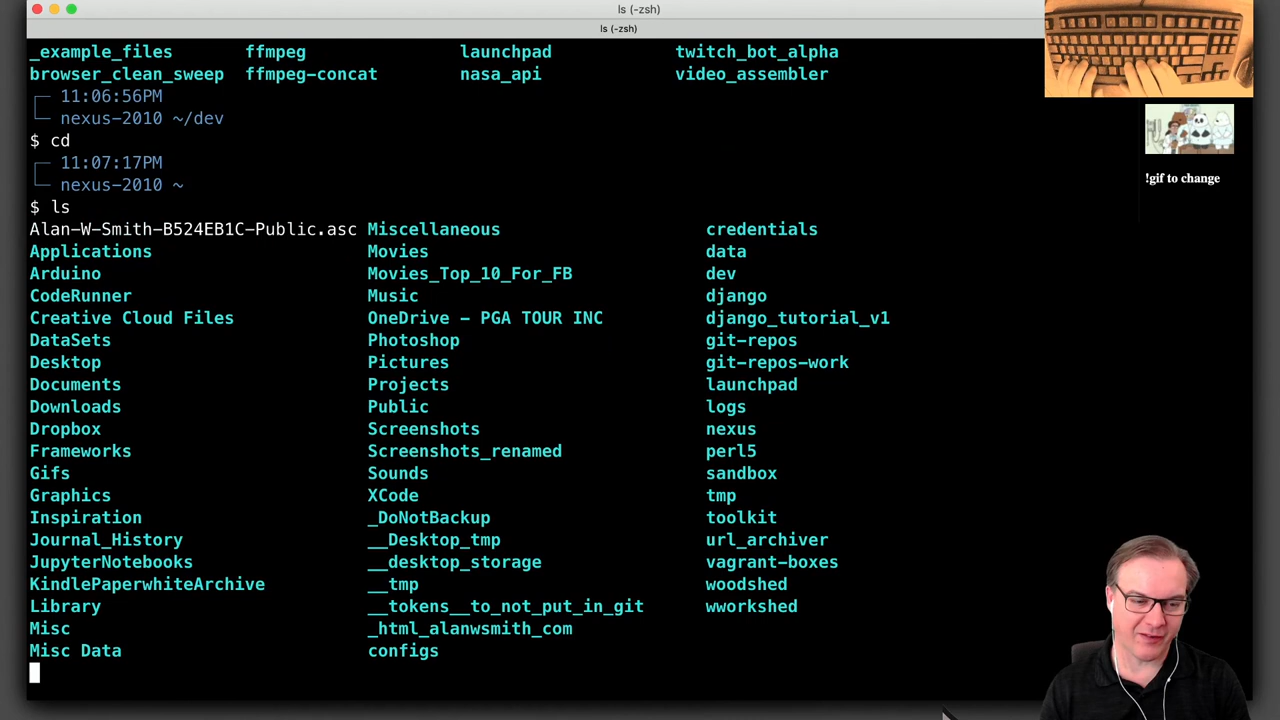 ls (-zsh)
ls (-zsh)
_example_files ffmpeg launchpad twitch_bot_alpha
browser_clean_sweep ffmpeg-concat nasa_api video_assembler
11:06:56PM
nexus-2010 ~/dev
$ cd
11:07:17PM
nexus-2010 ~
$ ls
Alan-W-Smith-B524EB1C-Public.asc Miscellaneous credentials
Applications Movies data
Arduino Movies_Top_10_For_FB dev
CodeRunner Music django
Creative Cloud Files OneDrive - PGA TOUR INC django_tutorial_v1
DataSets Photoshop git-repos
Desktop Pictures git-repos-work
Documents Projects launchpad
Downloads Public logs
Dropbox Screenshots nexus
Frameworks Screenshots_renamed perl5
Gifs Sounds sandbox
Graphics XCode tmp
Inspiration _DoNotBackup toolkit
Journal_History __Desktop_tmp url_archiver
JupyterNotebooks __desktop_storage vagrant-boxes
KindlePaperwhiteArchive __tmp woodshed
Library __tokens__to_not_put_in_git wworkshed
Misc _html_alanwsmith_com
Misc Data configs
!gif to change